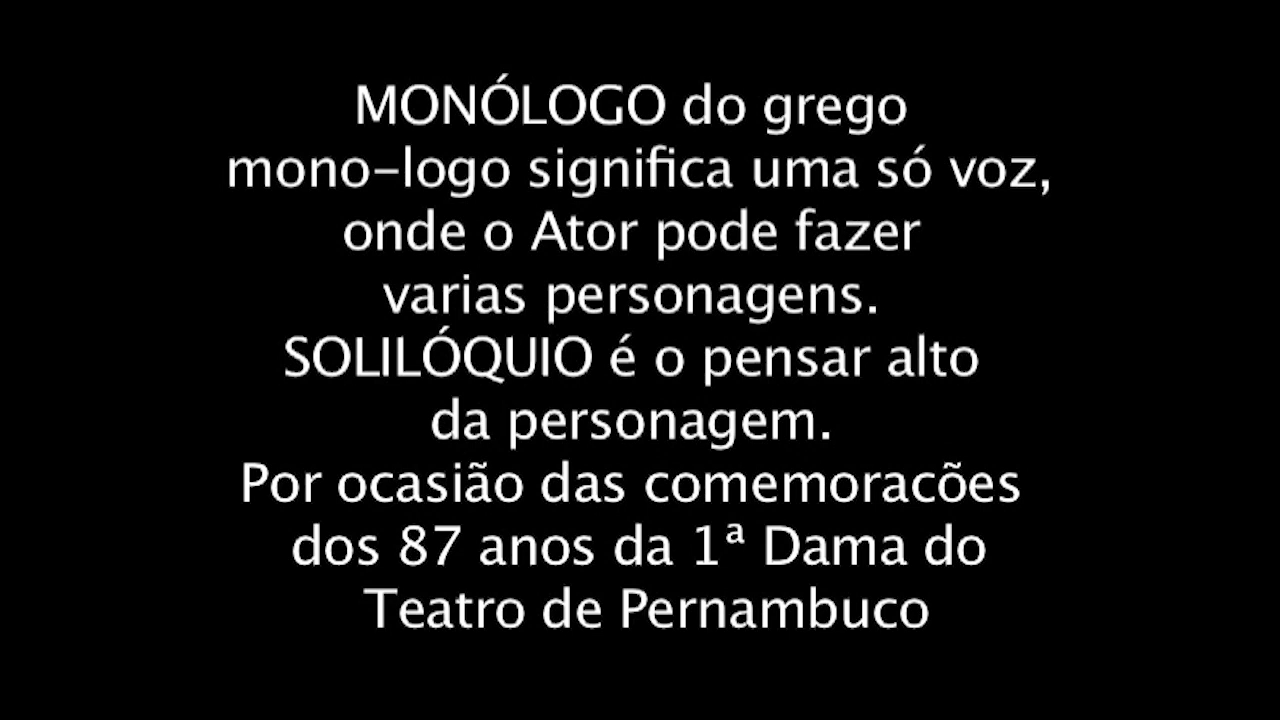 MONÓLOGO do grego
mono-logo significa uma só voz,
onde o Ator pode fazer
varias personagens.
SOLILÓQUIO é o pensar alto
da personagem.
Por ocasião das comemoracões
dos 87 anos da 1ª Dama do
Teatro de Pernambuco